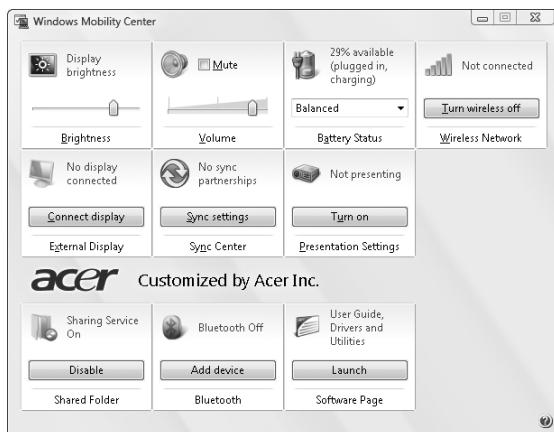 Windows Mobility Center
Display
brightness
Brightness
Mute
Volume
29% available
(plugged in,
charging)
Balanced
Battery Status
Not connected
Turn wireless off
Wireless Network
No display
connected
Connect display
External Display
No sync
partnerships
Sync settings
Sync Center
Not presenting
Turn on
Presentation Settings
acer Customized by Acer Inc.
Sharing Service
On
Disable
Shared Folder
Bluetooth Off
Add device
Bluetooth
User Guide,
Drivers and
Utilities
Launch
Software Page